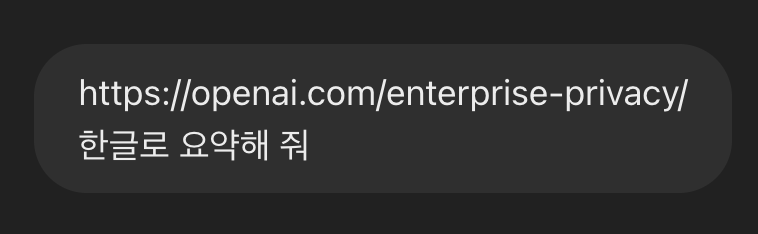 https://openai.com/enterprise-privacy/
한글로 요약해 줘